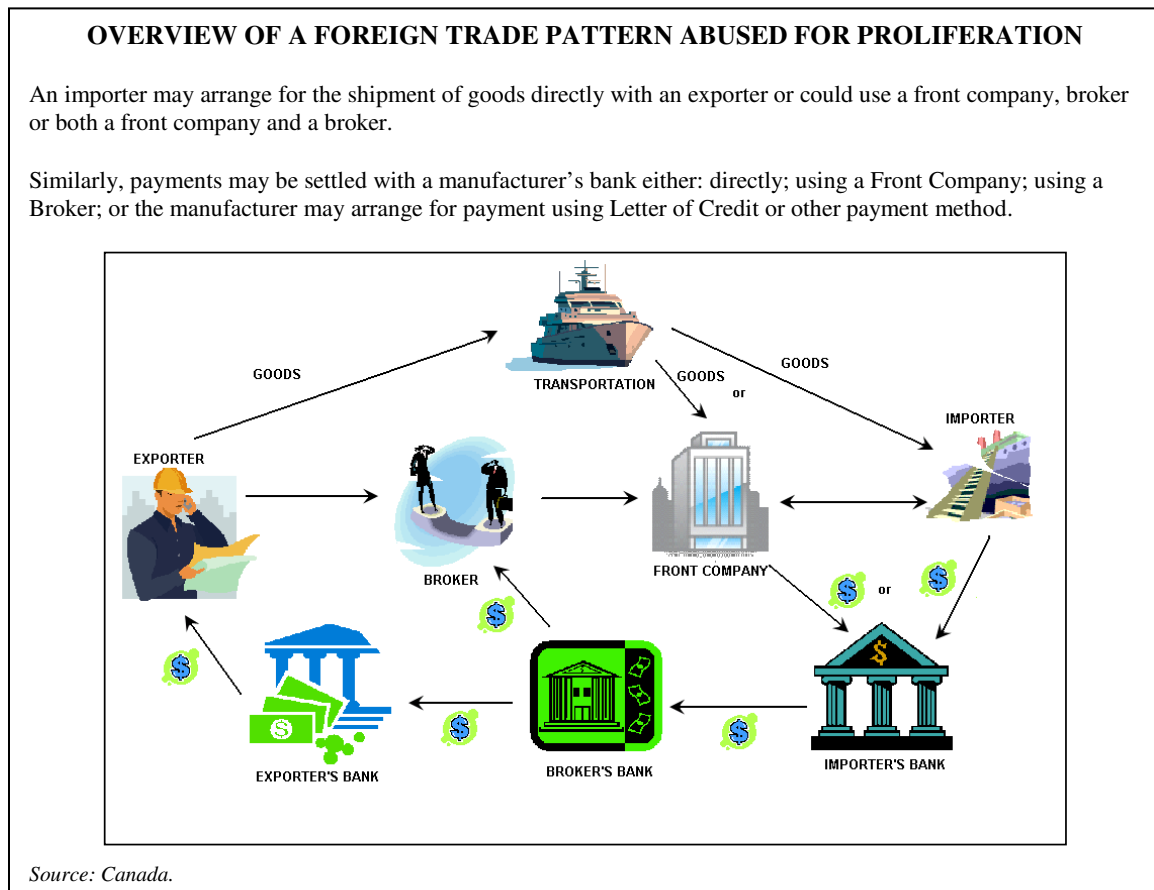 OVERVIEW OF A FOREIGN TRADE PATTERN ABUSED FOR PROLIFERATION
An importer may arrange for the shipment of goods directly with an exporter or could use a front company, broker
or both a front company and a broker.
Similarly, payments may be settled with a manufacturer’s bank either: directly; using a Front Company; using a
Broker; or the manufacturer may arrange for payment using Letter of Credit or other payment method.
GOODS
TRANSPORTATION
GOODS
or
GOODS
IMPORTER
EXPORTER
BROKER
FRONT COMPANY
$
$
or
$
$
$
$
$
$
EXPORTER'S BANK
BROKER'S BANK
IMPORTER'S BANK
Source: Canada.